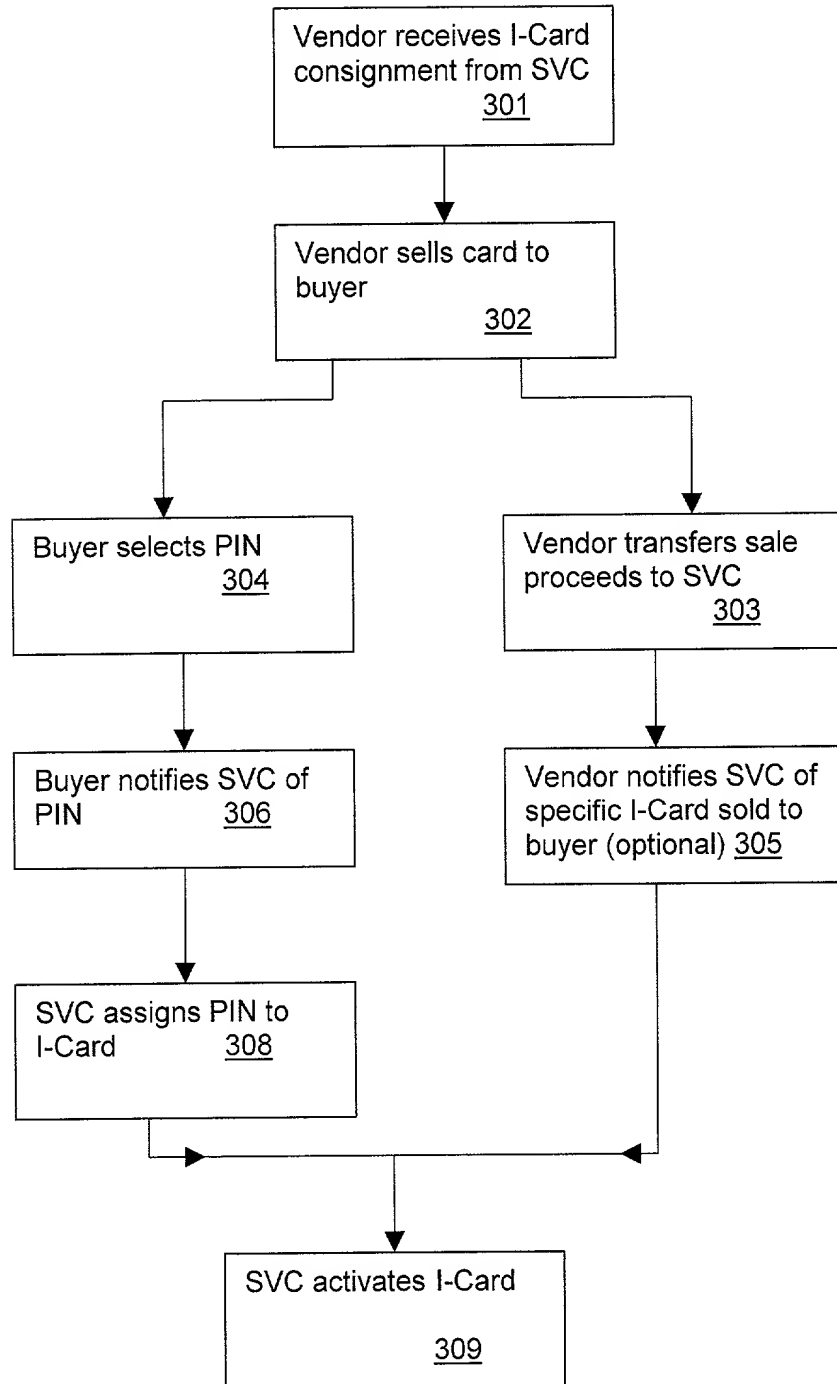 Vendor receives I-Card
consignment from SVC
301
Vendor sells card to
buyer
302
Buyer selects PIN
304
Vendor transfers sale
proceeds to SVC
303
Buyer notifies SVC of
PIN 306
Vendor notifies SVC of
specific I-Card sold to
buyer (optional) 305
SVC assigns PIN to
I-Card 308
SVC activates I-Card
309